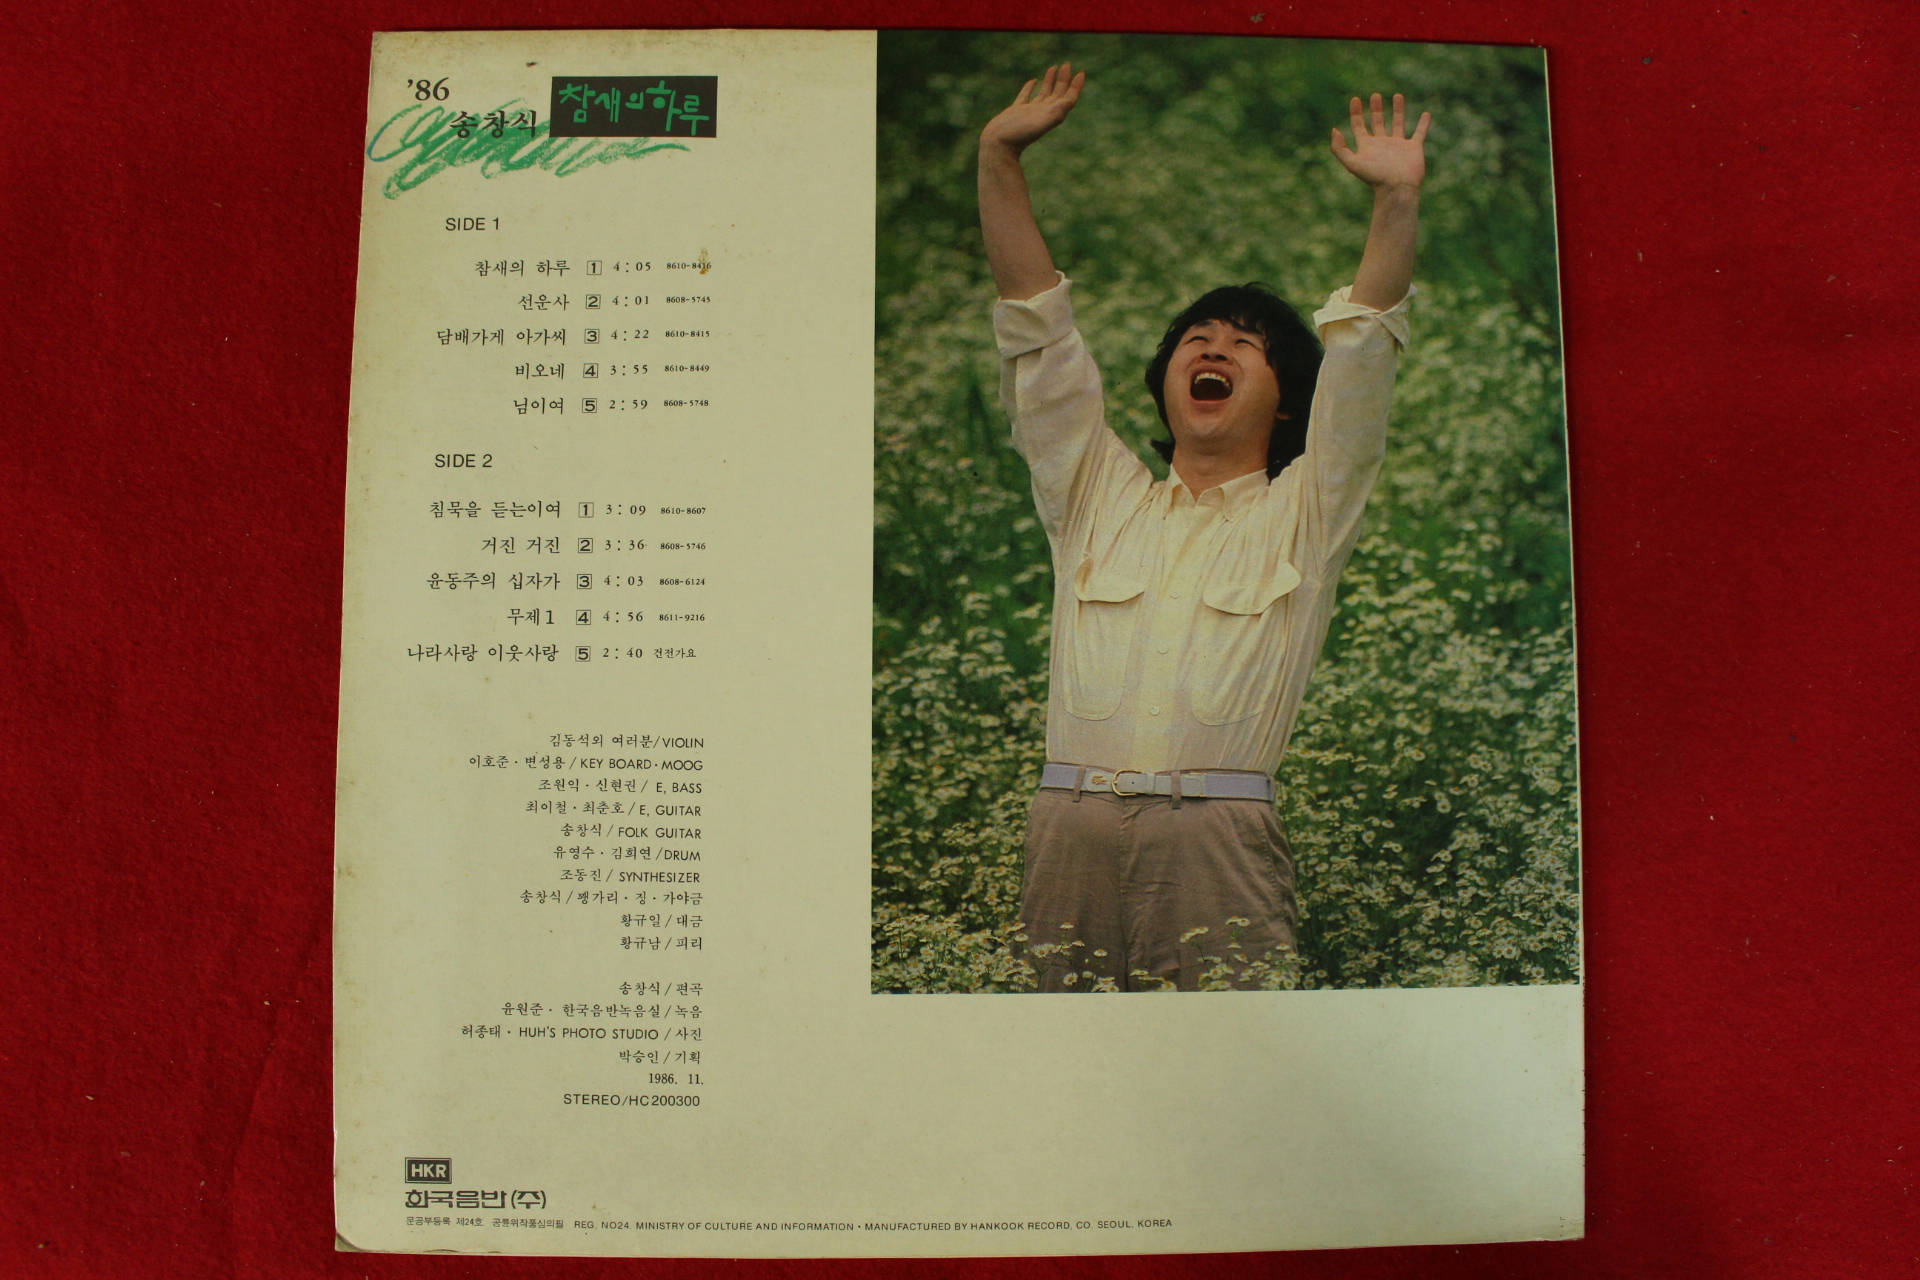 '86
송창식 참새의하루
SIDE 1
참새의 하루 1 4 : 05 8610-8416
선운사 2 4 : 01 8608-5745
담배가게 아가씨 3 4 : 22 8610-8415
비오네 4 3 : 55 8610-8449
님이여 5 2 : 59 8608-5748
SIDE 2
침묵을 듣는이여 1 3 : 09 8610-8607
거진 거진 2 3 : 36 8608-5746
윤동주의 십자가 3 4 : 03 8608-6124
무제1 4 4 : 56 8611-9216
나라사랑 이웃사랑 5 2 : 40 건전가요
김동석외 여러분/VIOLIN
이호준·변성용/KEY BOARD·MOOG
조원익·신현권/ E, BASS
최이철·최춘호/E, GUITAR
송창식/FOLK GUITAR
유영수·김희연/DRUM
조동진/SYNTHESIZER
송창식/꽹가리·징·가야금
황규일/대금
황규남/피리
송창식/편곡
윤원준·한국음반녹음실/녹음
허종태·HUH'S PHOTO STUDIO/사진
박승인/기획
1986. 11.
STEREO/HC200300
HKR
한국음반(주)
문공부등록 제24호. 공륜위작품심의필 REG. NO24. MINISTRY OF CULTURE AND INFORMATION • MANUFACTURED BY HANKOOK RECORD, CO. SEOUL, KOREA